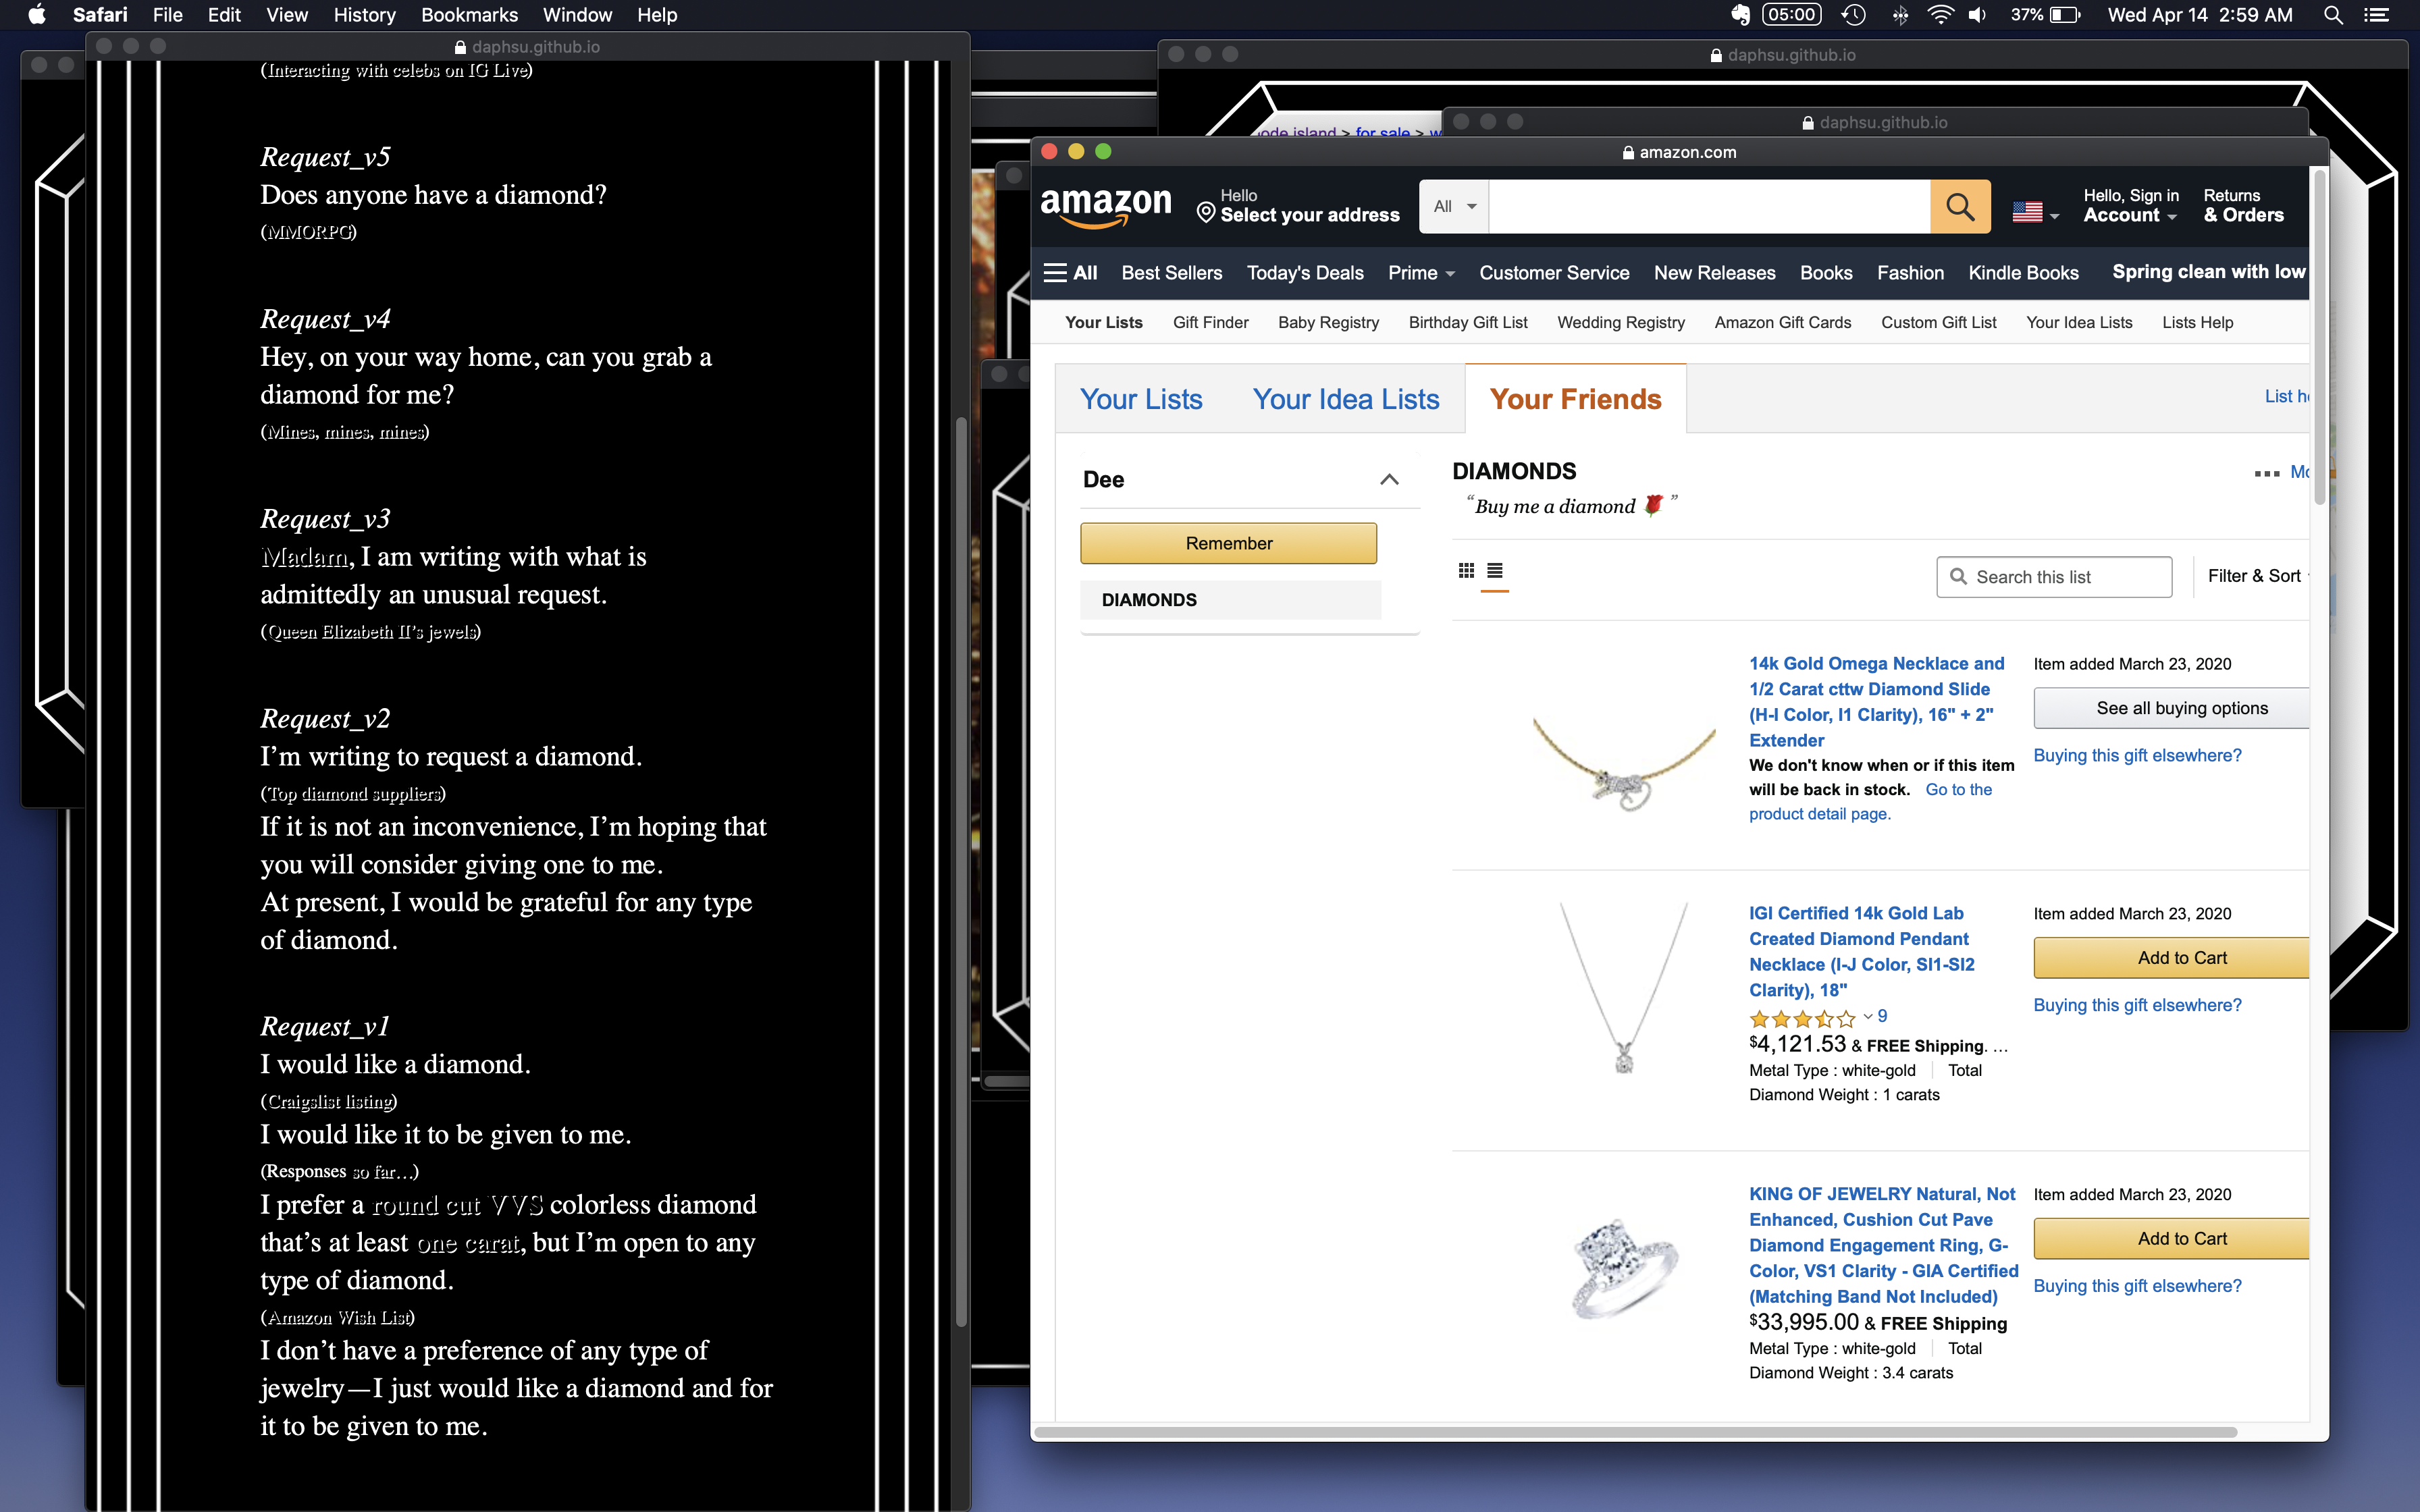 Safari File Edit View History Bookmarks Window Help
05:00 37% Wed Apr 14 2:59 AM
daphsu.github.io
(Interacting with celebs on IG Live)
Request_v5
Does anyone have a diamond?
(MMORPG)
Request_v4
Hey, on your way home, can you grab a
diamond for me?
(Mines, mines, mines)
Request_v3
Madam, I am writing with what is
admittedly an unusual request.
(Queen Elizabeth II’s jewels)
Request_v2
I’m writing to request a diamond.
(Top diamond suppliers)
If it is not an inconvenience, I’m hoping that
you will consider giving one to me.
At present, I would be grateful for any type
of diamond.
Request_v1
I would like a diamond.
(Craigslist listing)
I would like it to be given to me.
(Responses so far…)
I prefer a round cut VVS colorless diamond
that’s at least one carat, but I’m open to any
type of diamond.
(Amazon Wish List)
I don’t have a preference of any type of
jewelry—I just would like a diamond and for
it to be given to me.
daphsu.github.io
island > for sale >
daphsu.github.io
amazon.com
amazon
Hello
Select your address
All
Hello, Sign in
Account
Returns
& Orders
All Best Sellers Today's Deals Prime Customer Service New Releases Books Fashion Kindle Books Spring clean with low
Your Lists Gift Finder Baby Registry Birthday Gift List Wedding Registry Amazon Gift Cards Custom Gift List Your Idea Lists Lists Help
Your Lists Your Idea Lists Your Friends List
Dee
Remember
DIAMONDS
DIAMONDS
“Buy me a diamond 🌹”
Search this list
Filter & Sort
14k Gold Omega Necklace and
1/2 Carat cttw Diamond Slide
(H-I Color, I1 Clarity), 16" + 2"
Extender
We don't know when or if this item
will be back in stock. Go to the
product detail page.
Item added March 23, 2020
See all buying options
Buying this gift elsewhere?
IGI Certified 14k Gold Lab
Created Diamond Pendant
Necklace (I-J Color, SI1-SI2
Clarity), 18"
9
$4,121.53 & FREE Shipping. ...
Metal Type : white-gold Total
Diamond Weight : 1 carats
Item added March 23, 2020
Add to Cart
Buying this gift elsewhere?
KING OF JEWELRY Natural, Not
Enhanced, Cushion Cut Pave
Diamond Engagement Ring, G-
Color, VS1 Clarity - GIA Certified
(Matching Band Not Included)
$33,995.00 & FREE Shipping
Metal Type : white-gold Total
Diamond Weight : 3.4 carats
Item added March 23, 2020
Add to Cart
Buying this gift elsewhere?